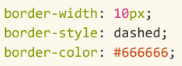 border-width: 10px;
border-style: dashed;
border-color: #666666;